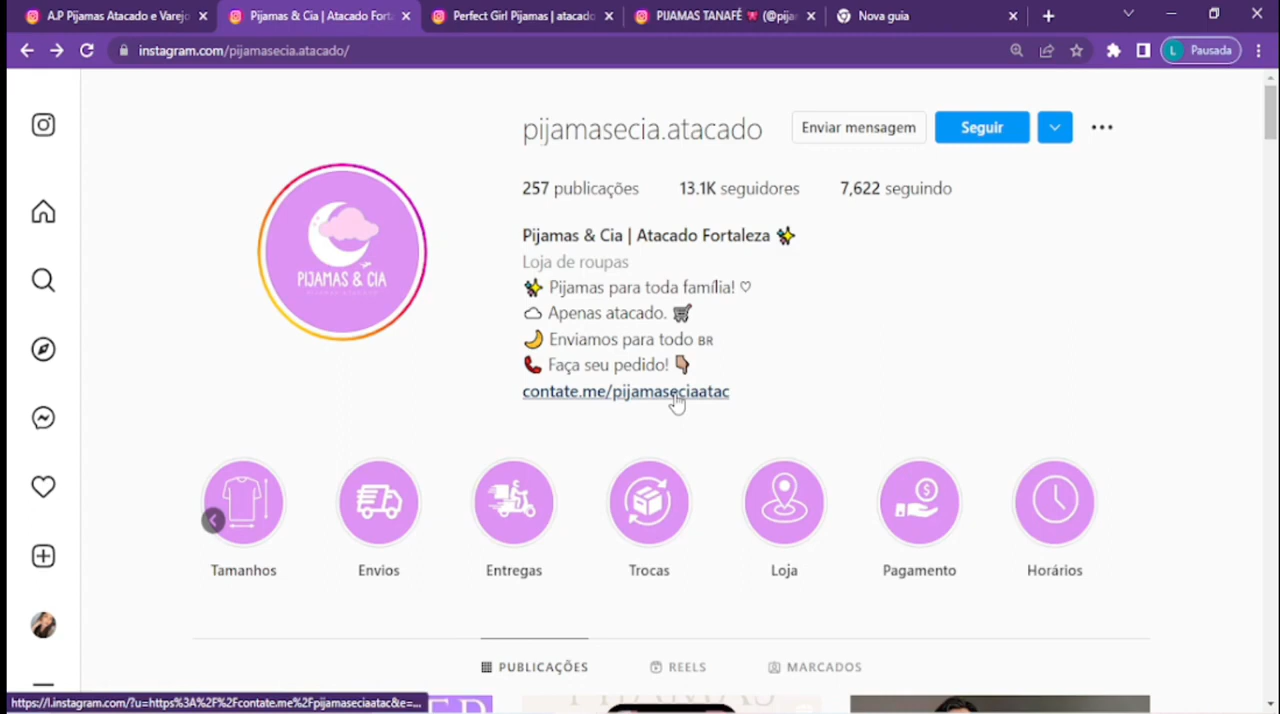 A.P Pijamas Atacado e Varejo
Pijamas & Cia | Atacado Fort
Perfect Girl Pijamas | atacado
PIJAMAS TANAFÉ 🎀 (@pija
Nova guia
instagram.com/pijamasecia.atacado/
L Pausada
pijamasecia.atacado
Enviar mensagem
Seguir
257 publicações 13.1K seguidores 7,622 seguindo
PIJAMAS & CIA
Pijamas & Cia | Atacado Fortaleza ✨
Loja de roupas
✨ Pijamas para toda família! ♡
☁ Apenas atacado. 🛒
🌙 Enviamos para todo BR
📞 Faça seu pedido! 👇🏼
contate.me/pijamaseciaatac
Tamanhos Envios Entregas Trocas Loja Pagamento Horários
PUBLICAÇÕES REELS MARCADOS
https://l.instagram.com/?u=https%3A%2F%2Fcontate.me%2Fpijamaseciaatac&e=...